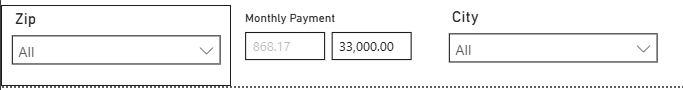 Zip
All
Monthly Payment
868.17
33,000.00
City
All